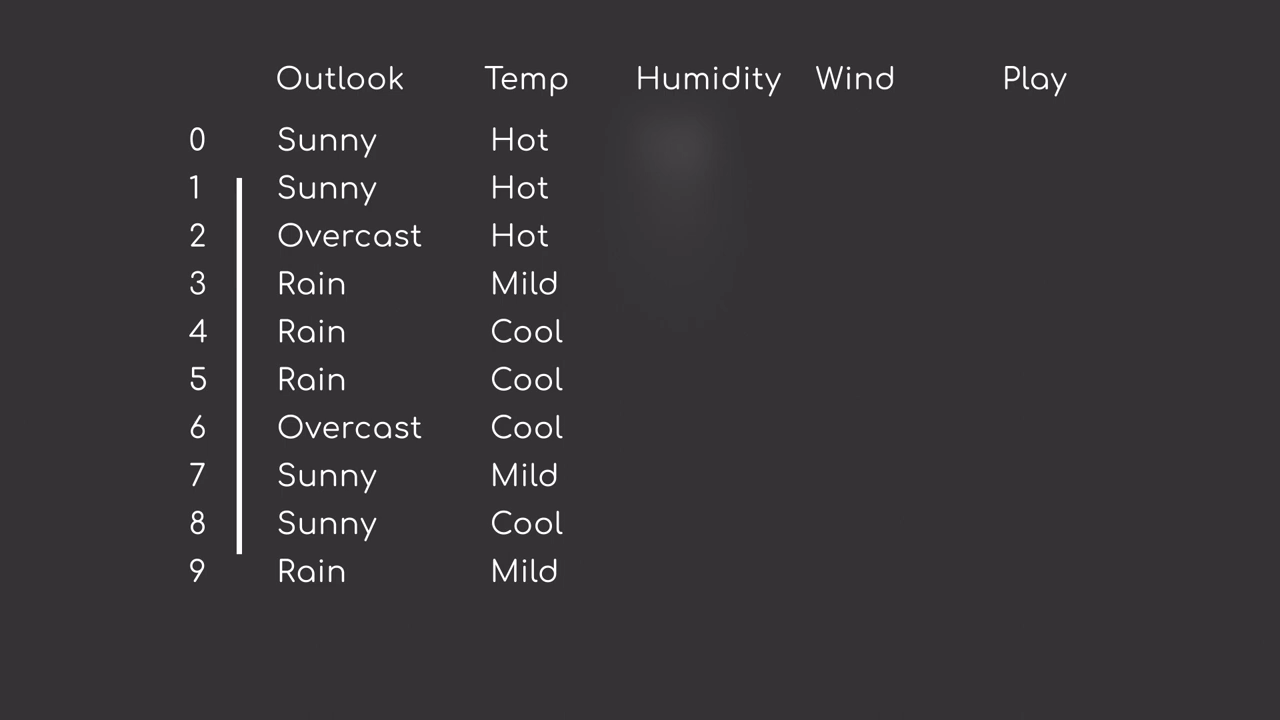 Outlook Temp Humidity Wind Play
0 Sunny Hot
1 Sunny Hot
2 Overcast Hot
3 Rain Mild
4 Rain Cool
5 Rain Cool
6 Overcast Cool
7 Sunny Mild
8 Sunny Cool
9 Rain Mild